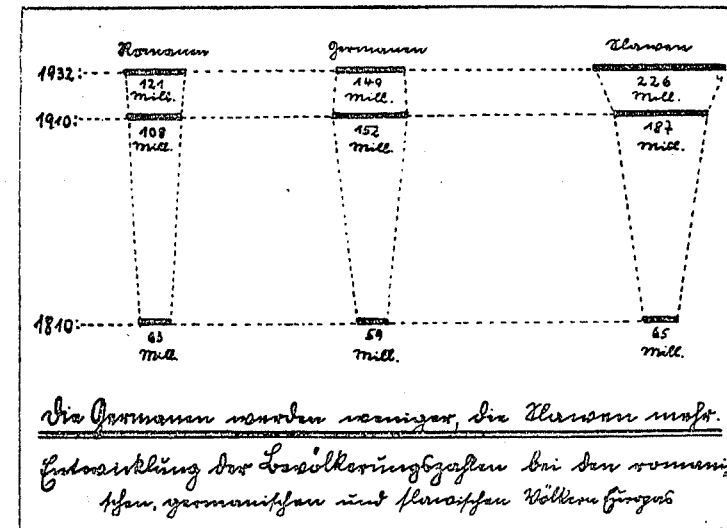 Romanen Germanen Slawen
1932: 121 149 226
Mill. Mill. Mill.
1910: 108 152 187
Mill. Mill. Mill.
1810: 63 59 65
Mill. Mill. Mill.
Die Germanen werden weniger, die Slawen mehr.
Entwicklung der Bevölkerungszahlen bei den romani-
schen, germanischen und slawischen Völkern Europas